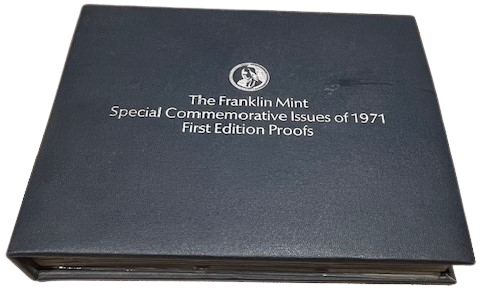 The Franklin Mint
Special Commemorative Issues of 1971
First Edition Proofs